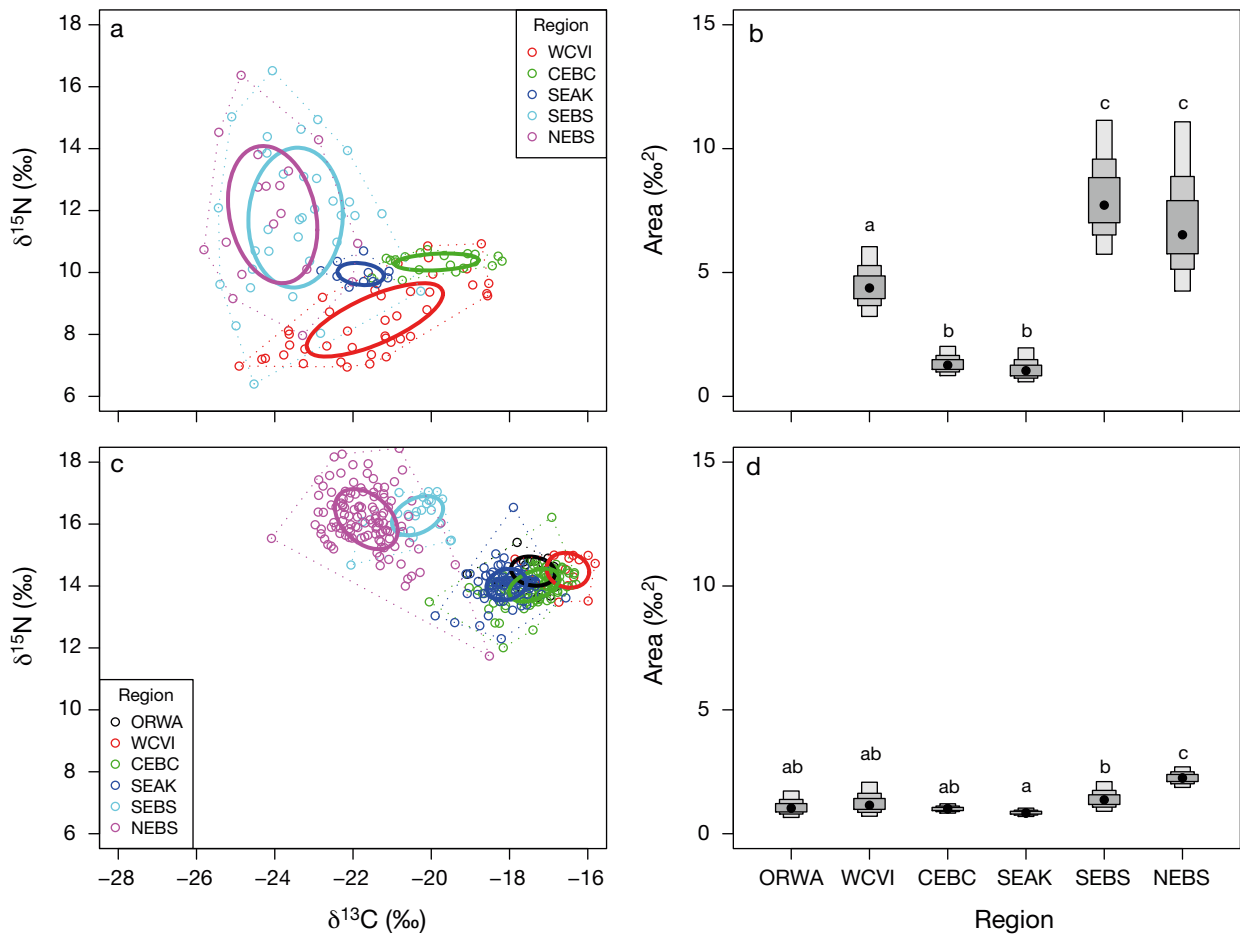 a
18
16
14
12
10
8
6
δ15N (‰)
Region
WCVI
CEBC
SEAK
SEBS
NEBS
b
15
10
5
0
Area (‰2)
a
b
b
c
c
c
18
16
14
12
10
8
6
δ15N (‰)
Region
ORWA
WCVI
CEBC
SEAK
SEBS
NEBS
−28
−26
−24
−22
−20
−18
−16
δ13C (‰)
d
15
10
5
0
Area (‰2)
ab
ab
ab
a
b
c
ORWA
WCVI
CEBC
SEAK
SEBS
NEBS
Region